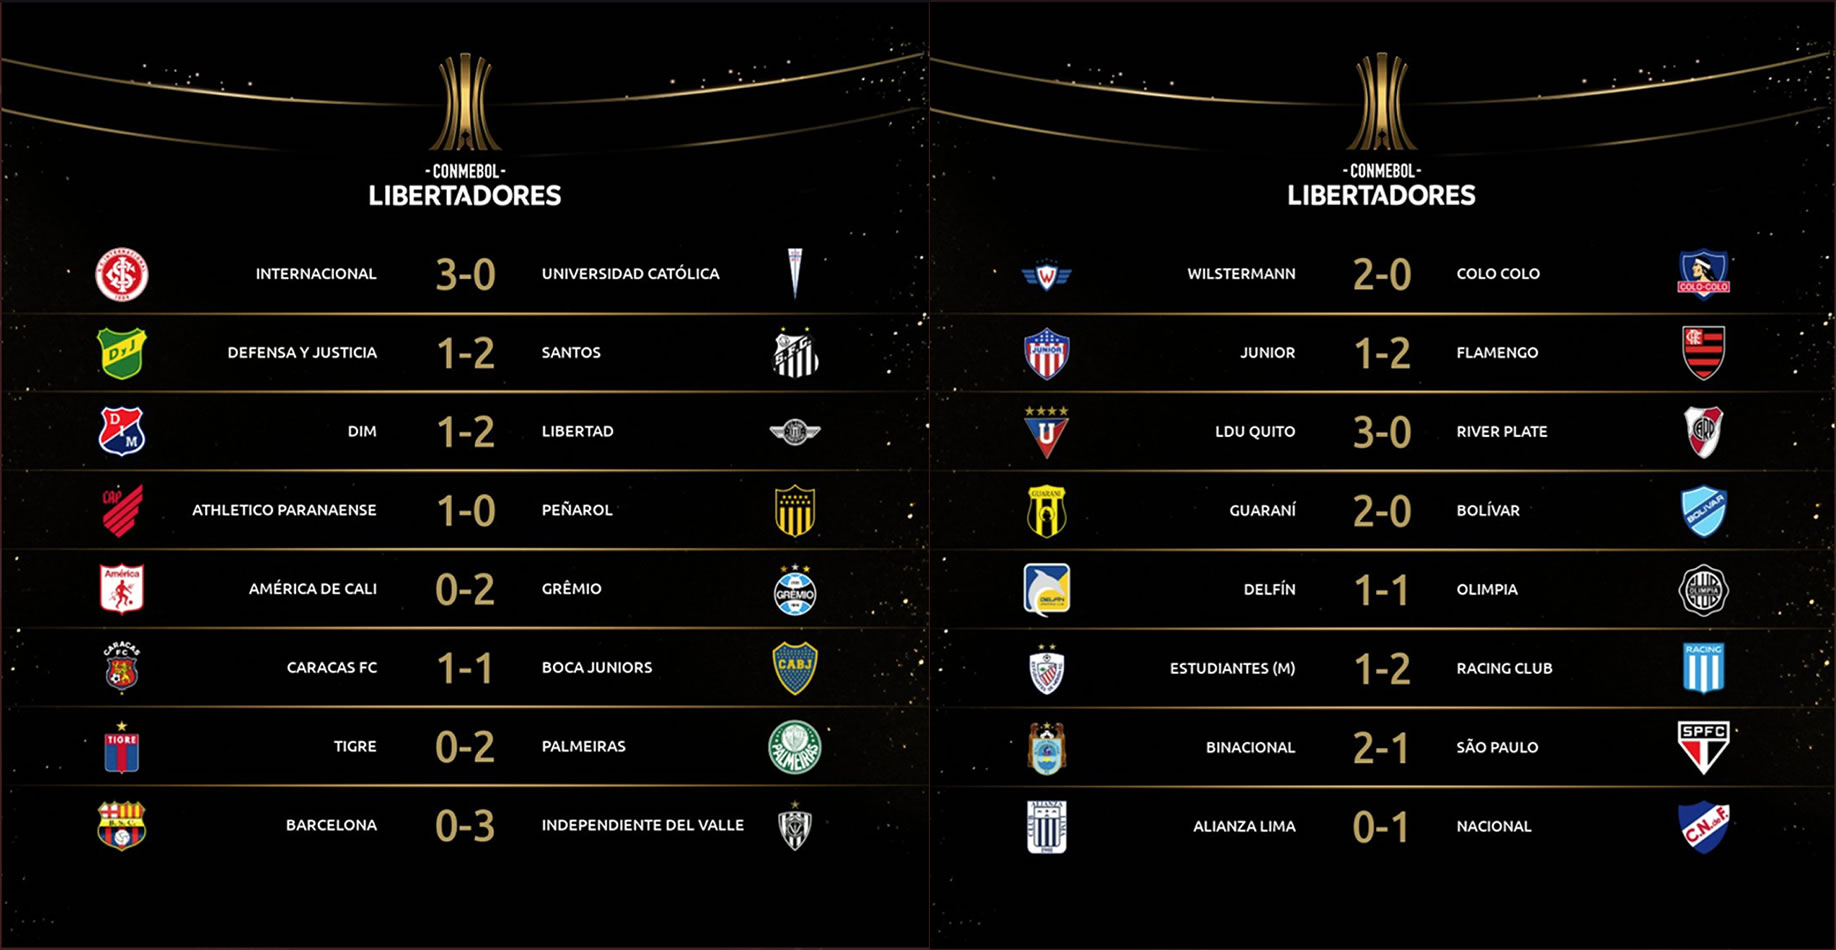 -CONMEBOL-
LIBERTADORES
INTERNACIONAL 3-0 UNIVERSIDAD CATÓLICA
DEFENSA Y JUSTICIA 1-2 SANTOS
DIM 1-2 LIBERTAD
ATHLETICO PARANAENSE 1-0 PEÑAROL
AMÉRICA DE CALI 0-2 GRÊMIO
CARACAS FC 1-1 BOCA JUNIORS
TIGRE 0-2 PALMEIRAS
BARCELONA 0-3 INDEPENDIENTE DEL VALLE
-CONMEBOL-
LIBERTADORES
WILSTERMANN 2-0 COLO COLO
JUNIOR 1-2 FLAMENGO
LDU QUITO 3-0 RIVER PLATE
GUARANÍ 2-0 BOLÍVAR
DELFÍN 1-1 OLIMPIA
ESTUDIANTES (M) 1-2 RACING CLUB
BINACIONAL 2-1 SÃO PAULO
ALIANZA LIMA 0-1 NACIONAL